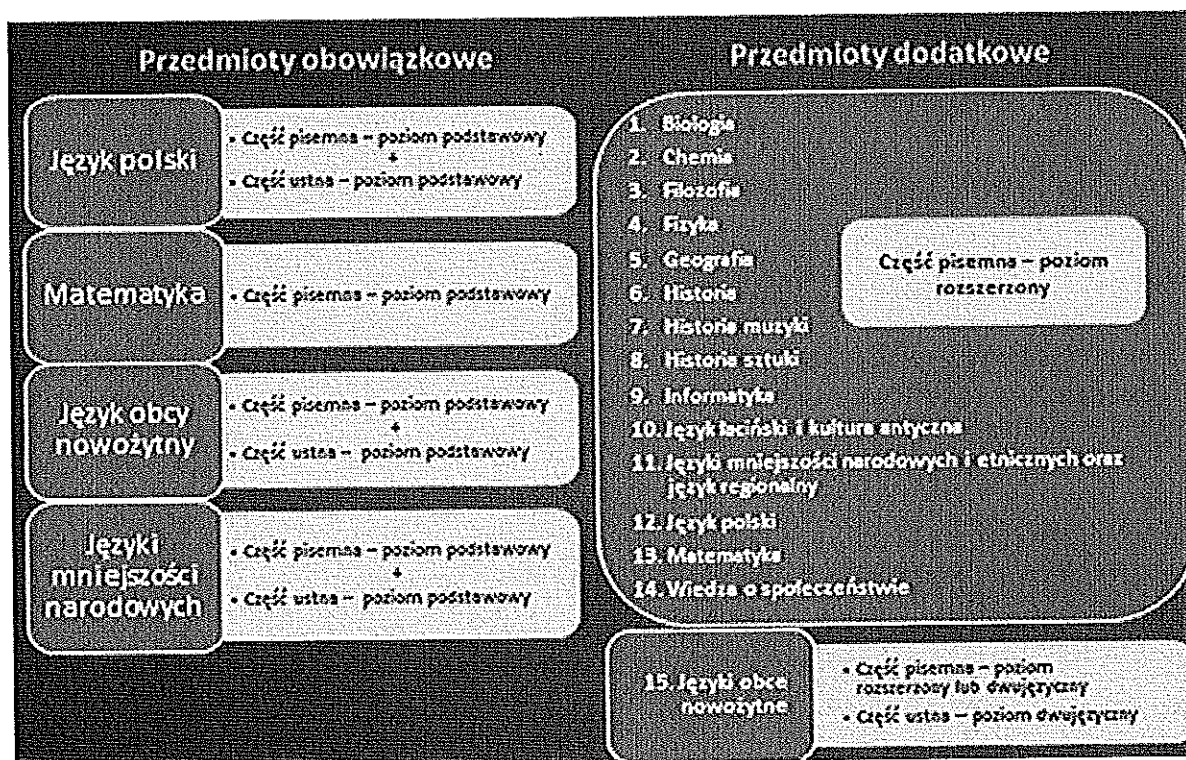 Przedmioty obowiązkowe
Język polski
• Część pisemna – poziom podstawowy
+
• Część ustna – poziom podstawowy
Matematyka
• Część pisemna – poziom podstawowy
Język obcy
nowożytny
• Część pisemna – poziom podstawowy
+
• Część ustna – poziom podstawowy
Języki
mniejszości
narodowych
• Część pisemna – poziom podstawowy
+
• Część ustna – poziom podstawowy
Przedmioty dodatkowe
1. Biologia
2. Chemia
3. Filozofia
4. Fizyka
5. Geografia
6. Historia
7. Historia muzyki
8. Historia sztuki
9. Informatyka
10. Język łaciński i kultura antyczna
11. Języki mniejszości narodowych i etnicznych oraz
język regionalny
12. Język polski
13. Matematyka
14. Wiedza o społeczeństwie
Część pisemna – poziom
rozszerzony
15. Języki obce
nowożytne
• Część pisemna – poziom
rozszerzony lub dwujęzyczny
• Część ustna – poziom dwujęzyczny